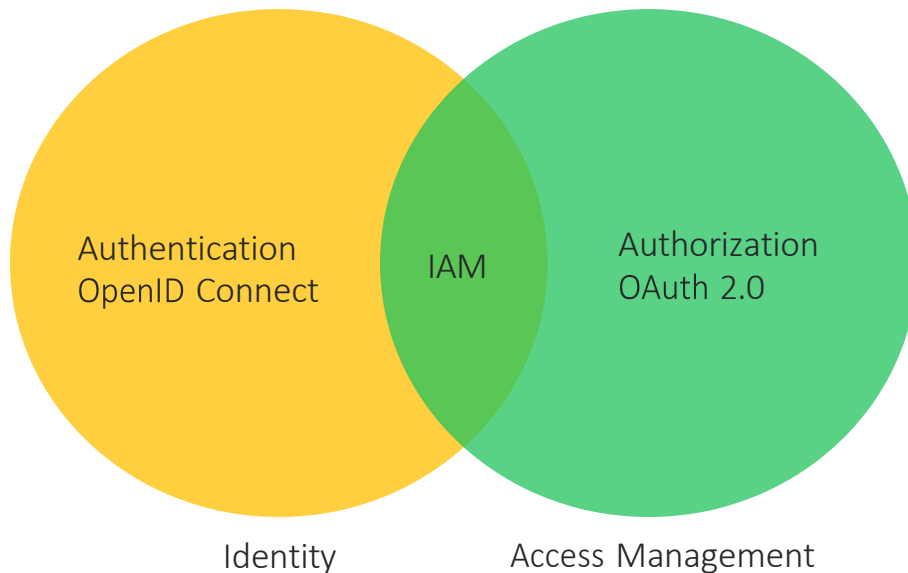 Authentication
OpenID Connect
IAM
Authorization
OAuth 2.0
Identity
Access Management